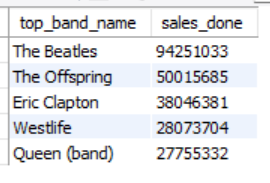 top_band_name sales_done
The Beatles 94251033
The Offspring 50015685
Eric Clapton 38046381
Westlife 28073704
Queen (band) 27755332